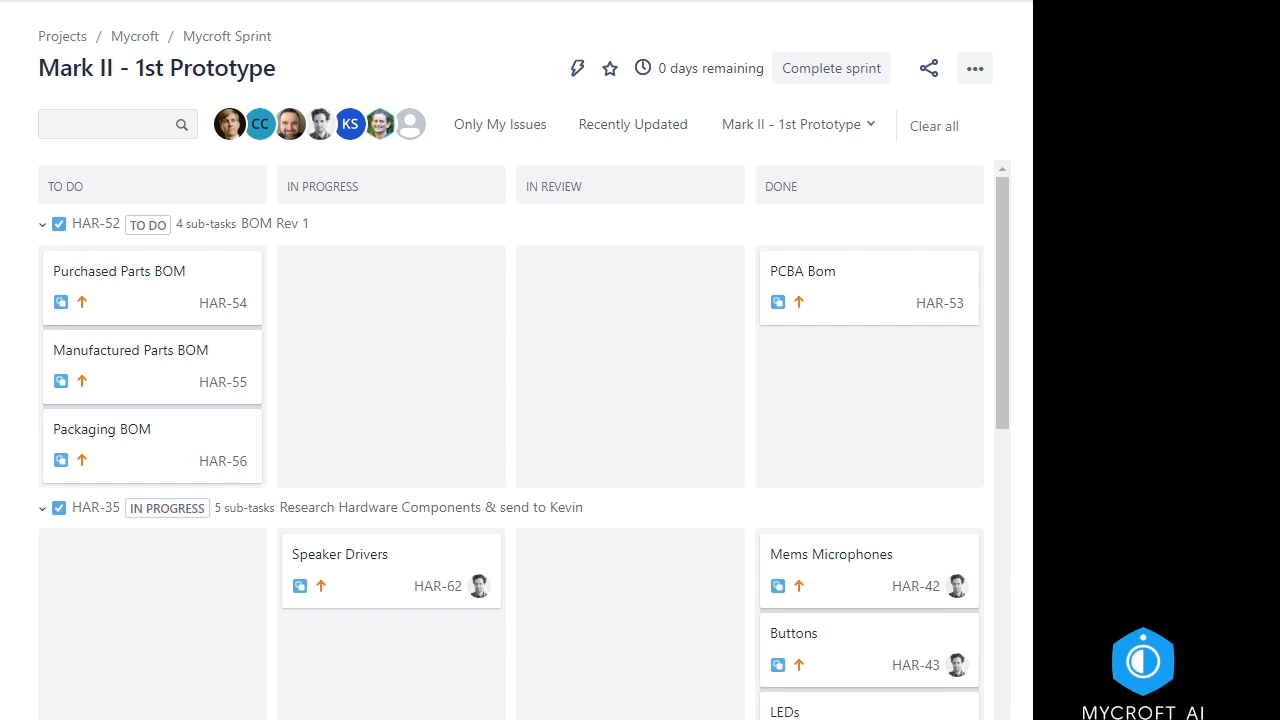 Projects / Mycroft / Mycroft Sprint
Mark II - 1st Prototype
0 days remaining
Complete sprint
CC
KS
Only My Issues
Recently Updated
Mark II - 1st Prototype
Clear all
TO DO
IN PROGRESS
IN REVIEW
DONE
HAR-52 TO DO 4 sub-tasks BOM Rev 1
Purchased Parts BOM
HAR-54
Manufactured Parts BOM
HAR-55
Packaging BOM
HAR-56
PCBA Bom
HAR-53
HAR-35 IN PROGRESS 5 sub-tasks Research Hardware Components & send to Kevin
Speaker Drivers
HAR-62
Mems Microphones
HAR-42
Buttons
HAR-43
LEDs
MYCROFT AI